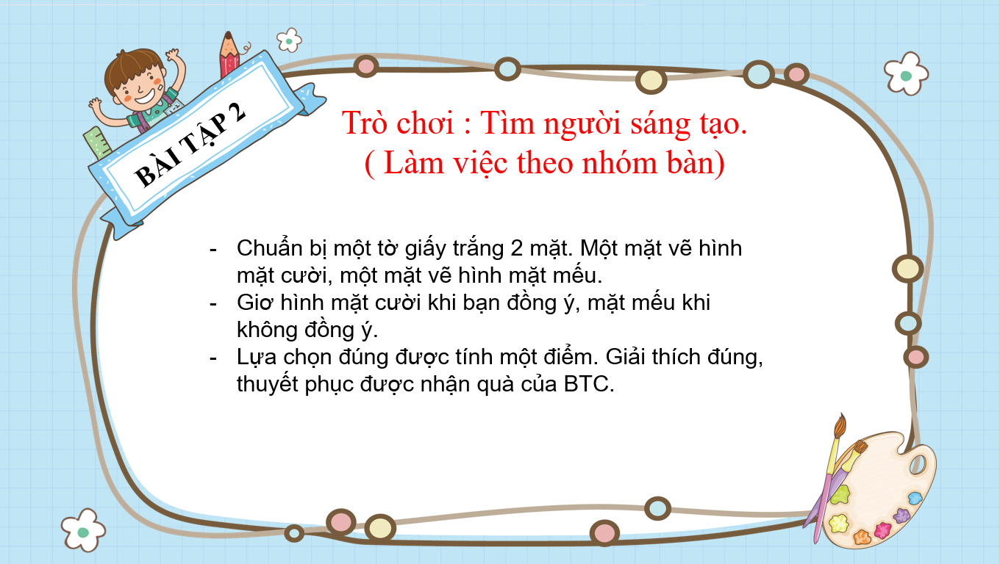 BÀI TẬP 2
Trò chơi : Tìm người sáng tạo.
( Làm việc theo nhóm bàn)
- Chuẩn bị một tờ giấy trắng 2 mặt. Một mặt vẽ hình
mặt cười, một mặt vẽ hình mặt mếu.
- Giơ hình mặt cười khi bạn đồng ý, mặt mếu khi
không đồng ý.
- Lựa chọn đúng được tính một điểm. Giải thích đúng,
thuyết phục được nhận quà của BTC.